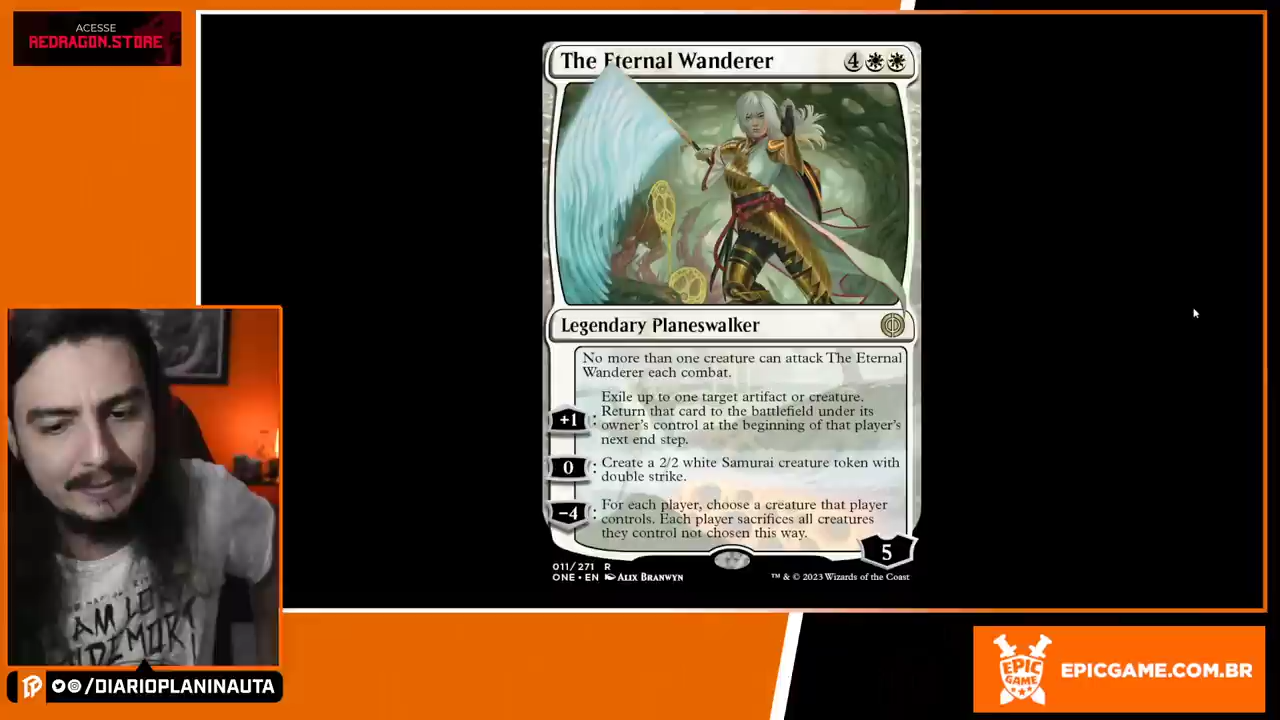 ACESSE
REDRAGON.STORE
The Eternal Wanderer 4
Legendary Planeswalker
No more than one creature can attack The Eternal
Wanderer each combat.
Exile up to one target artifact or creature.
Return that card to the battlefield under its
+1 : owner's control at the beginning of that player's
next end step.
0 : Create a 2/2 white Samurai creature token with
double strike.
For each player, choose a creature that player
−4 : controls. Each player sacrifices all creatures
they control not chosen this way.
5
011/271 R
ONE • EN ALIX BRANWYN
™ & © 2023 Wizards of the Coast
AM I
/DIARIOPLANINAUTA
EPIC
GAME
EPICGAME.COM.BR